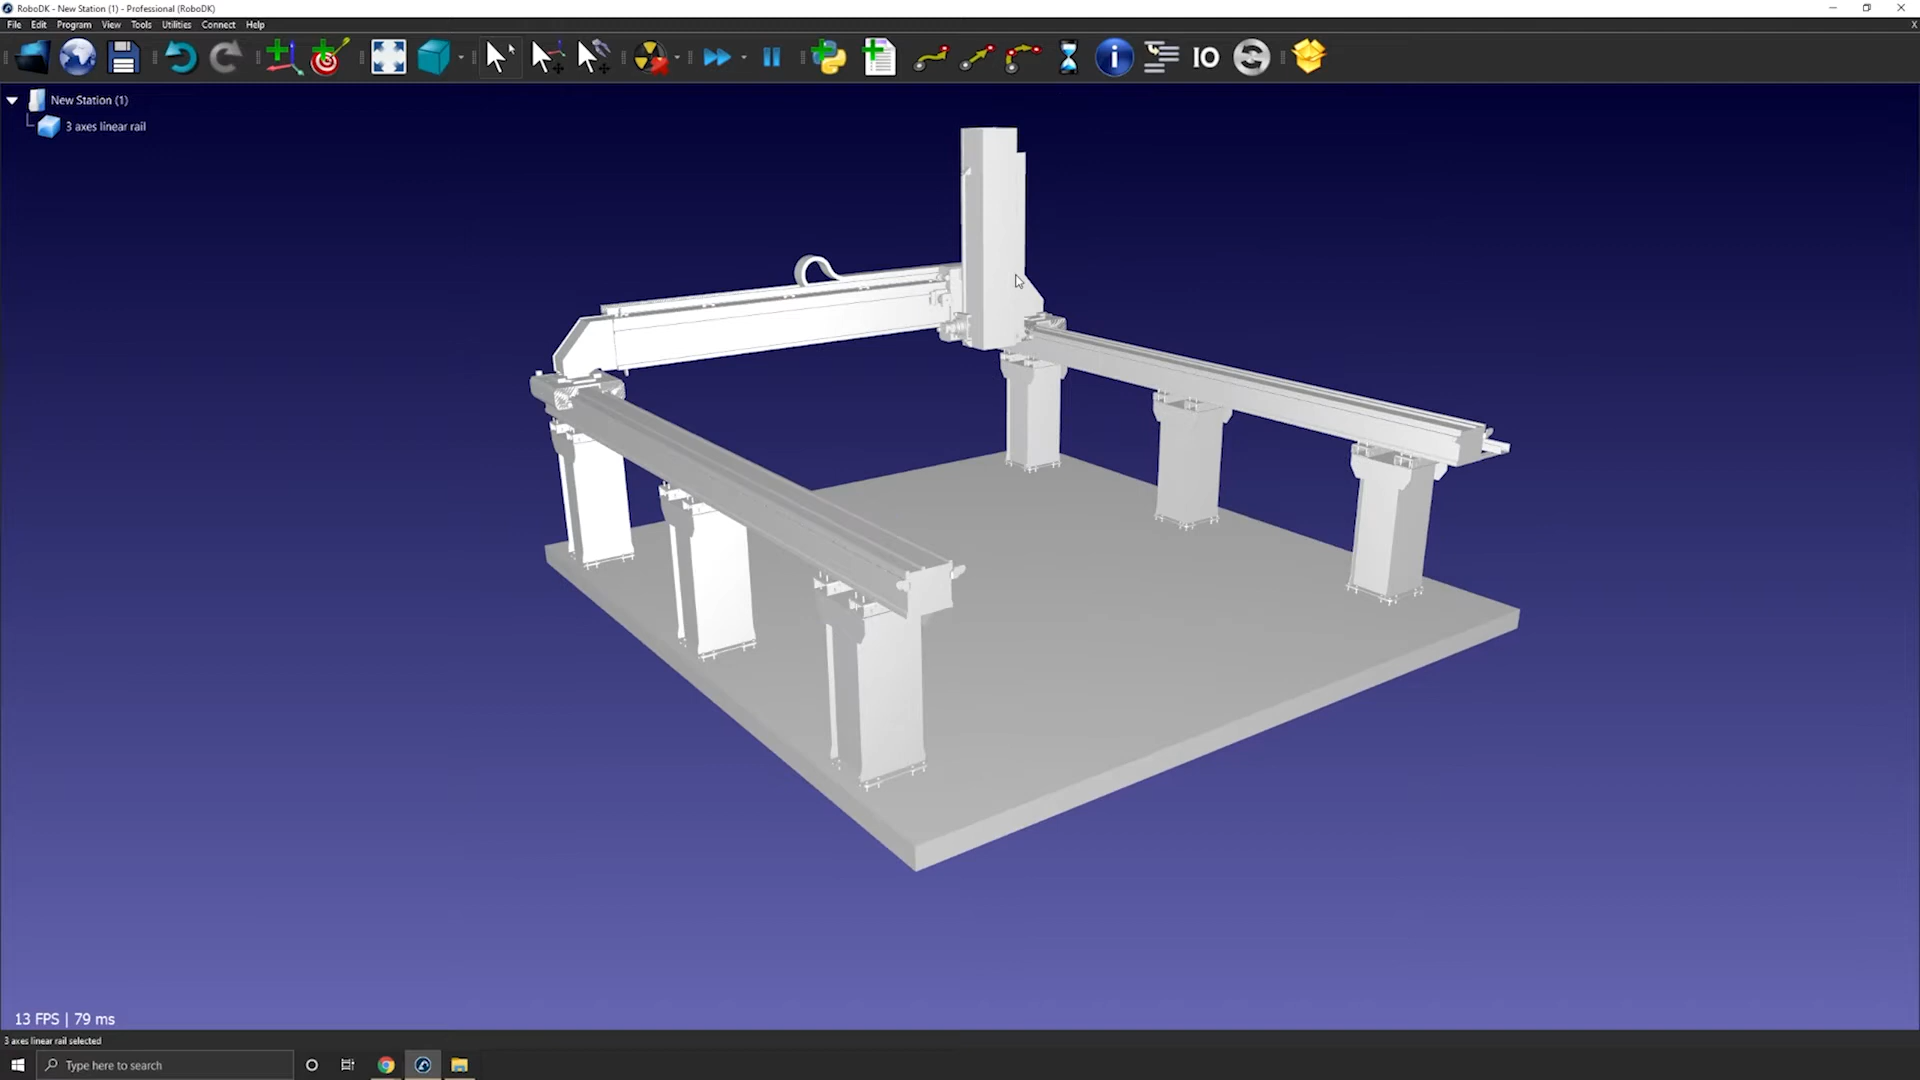 RoboDK - New Station (1) - Professional (RoboDK)
File Edit Program View Tools Utilities Connect Help
IO
New Station (1)
3 axes linear rail
13 FPS | 79 ms
3 axes linear rail selected
Type here to search